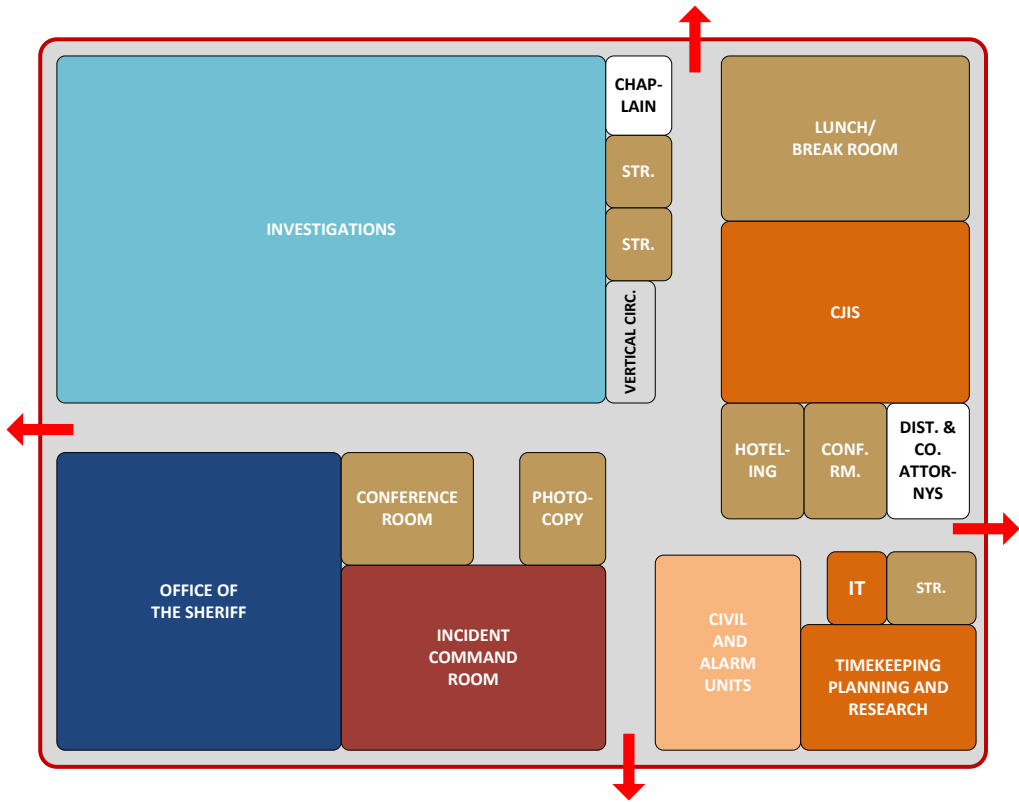 CHAP-
LAIN
LUNCH/
BREAK ROOM
STR.
INVESTIGATIONS
STR.
CJIS
VERTICAL CIRC.
HOTEL-
ING
CONF.
RM.
DIST. &
CO.
ATTOR-
NYS
CONFERENCE
ROOM
PHOTO-
COPY
OFFICE OF
THE SHERIFF
INCIDENT
COMMAND
ROOM
CIVIL
AND
ALARM
UNITS
IT
STR.
TIMEKEEPING
PLANNING AND
RESEARCH